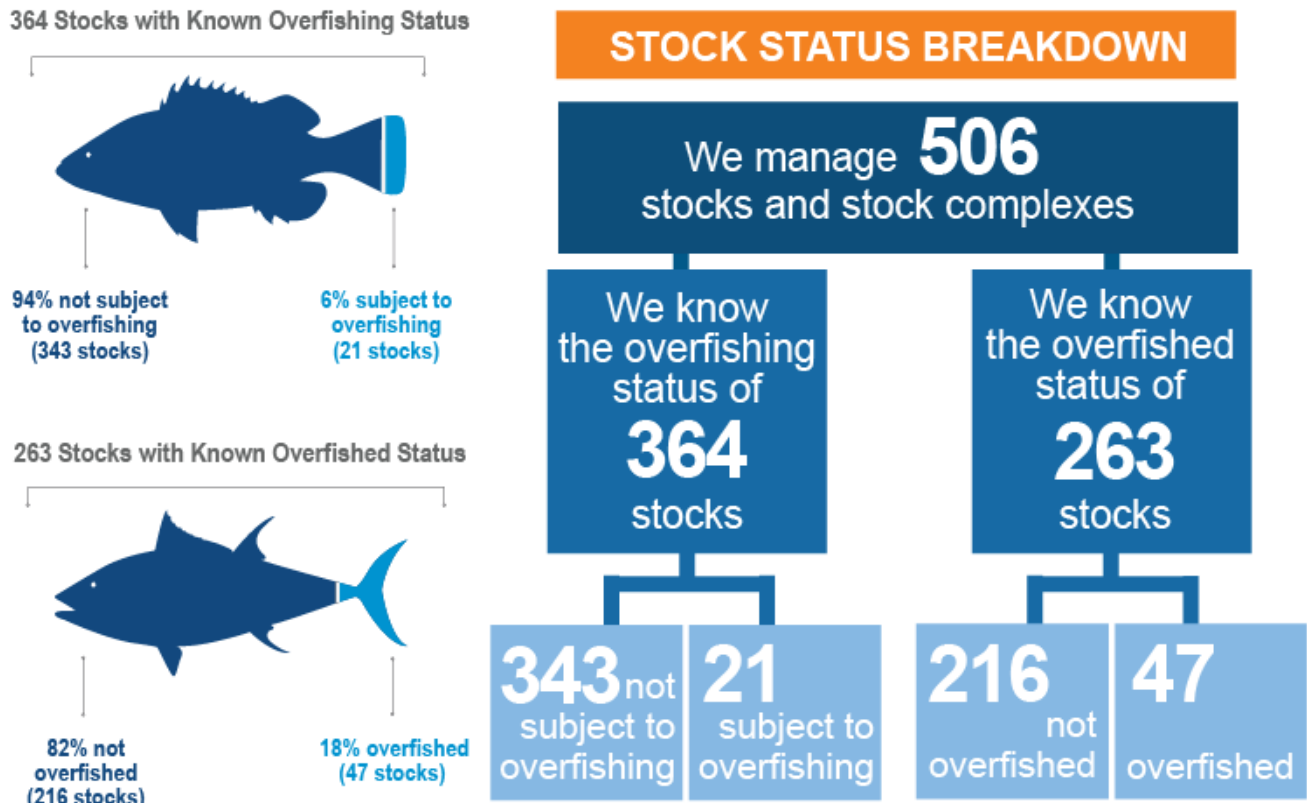 364 Stocks with Known Overfishing Status
94% not subject
to overfishing
(343 stocks)
6% subject to
overfishing
(21 stocks)
263 Stocks with Known Overfished Status
82% not
overfished
(216 stocks)
18% overfished
(47 stocks)
STOCK STATUS BREAKDOWN
We manage 506
stocks and stock complexes
We know
the overfishing
status of
364
stocks
We know
the overfished
status of
263
stocks
343 not
subject to
overfishing
21
subject to
overfishing
216
not
overfished
47
overfished